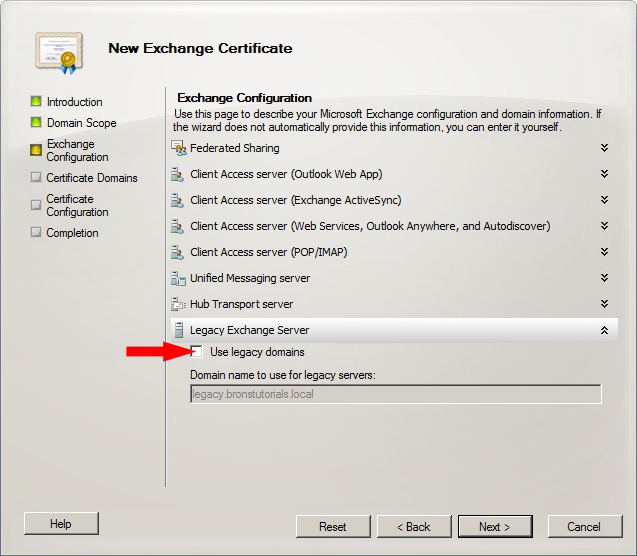 New Exchange Certificate
Introduction
Domain Scope
Exchange
Configuration
Certificate Domains
Certificate
Configuration
Completion
Exchange Configuration
Use this page to describe your Microsoft Exchange configuration and domain information. If
the wizard does not automatically provide this information, you can enter it yourself.
Federated Sharing
Client Access server (Outlook Web App)
Client Access server (Exchange ActiveSync)
Client Access server (Web Services, Outlook Anywhere, and Autodiscover)
Client Access server (POP/IMAP)
Unified Messaging server
Hub Transport server
Legacy Exchange Server
Use legacy domains
Domain name to use for legacy servers:
legacy.bronstutorials.local
Help
Reset
< Back
Next >
Cancel